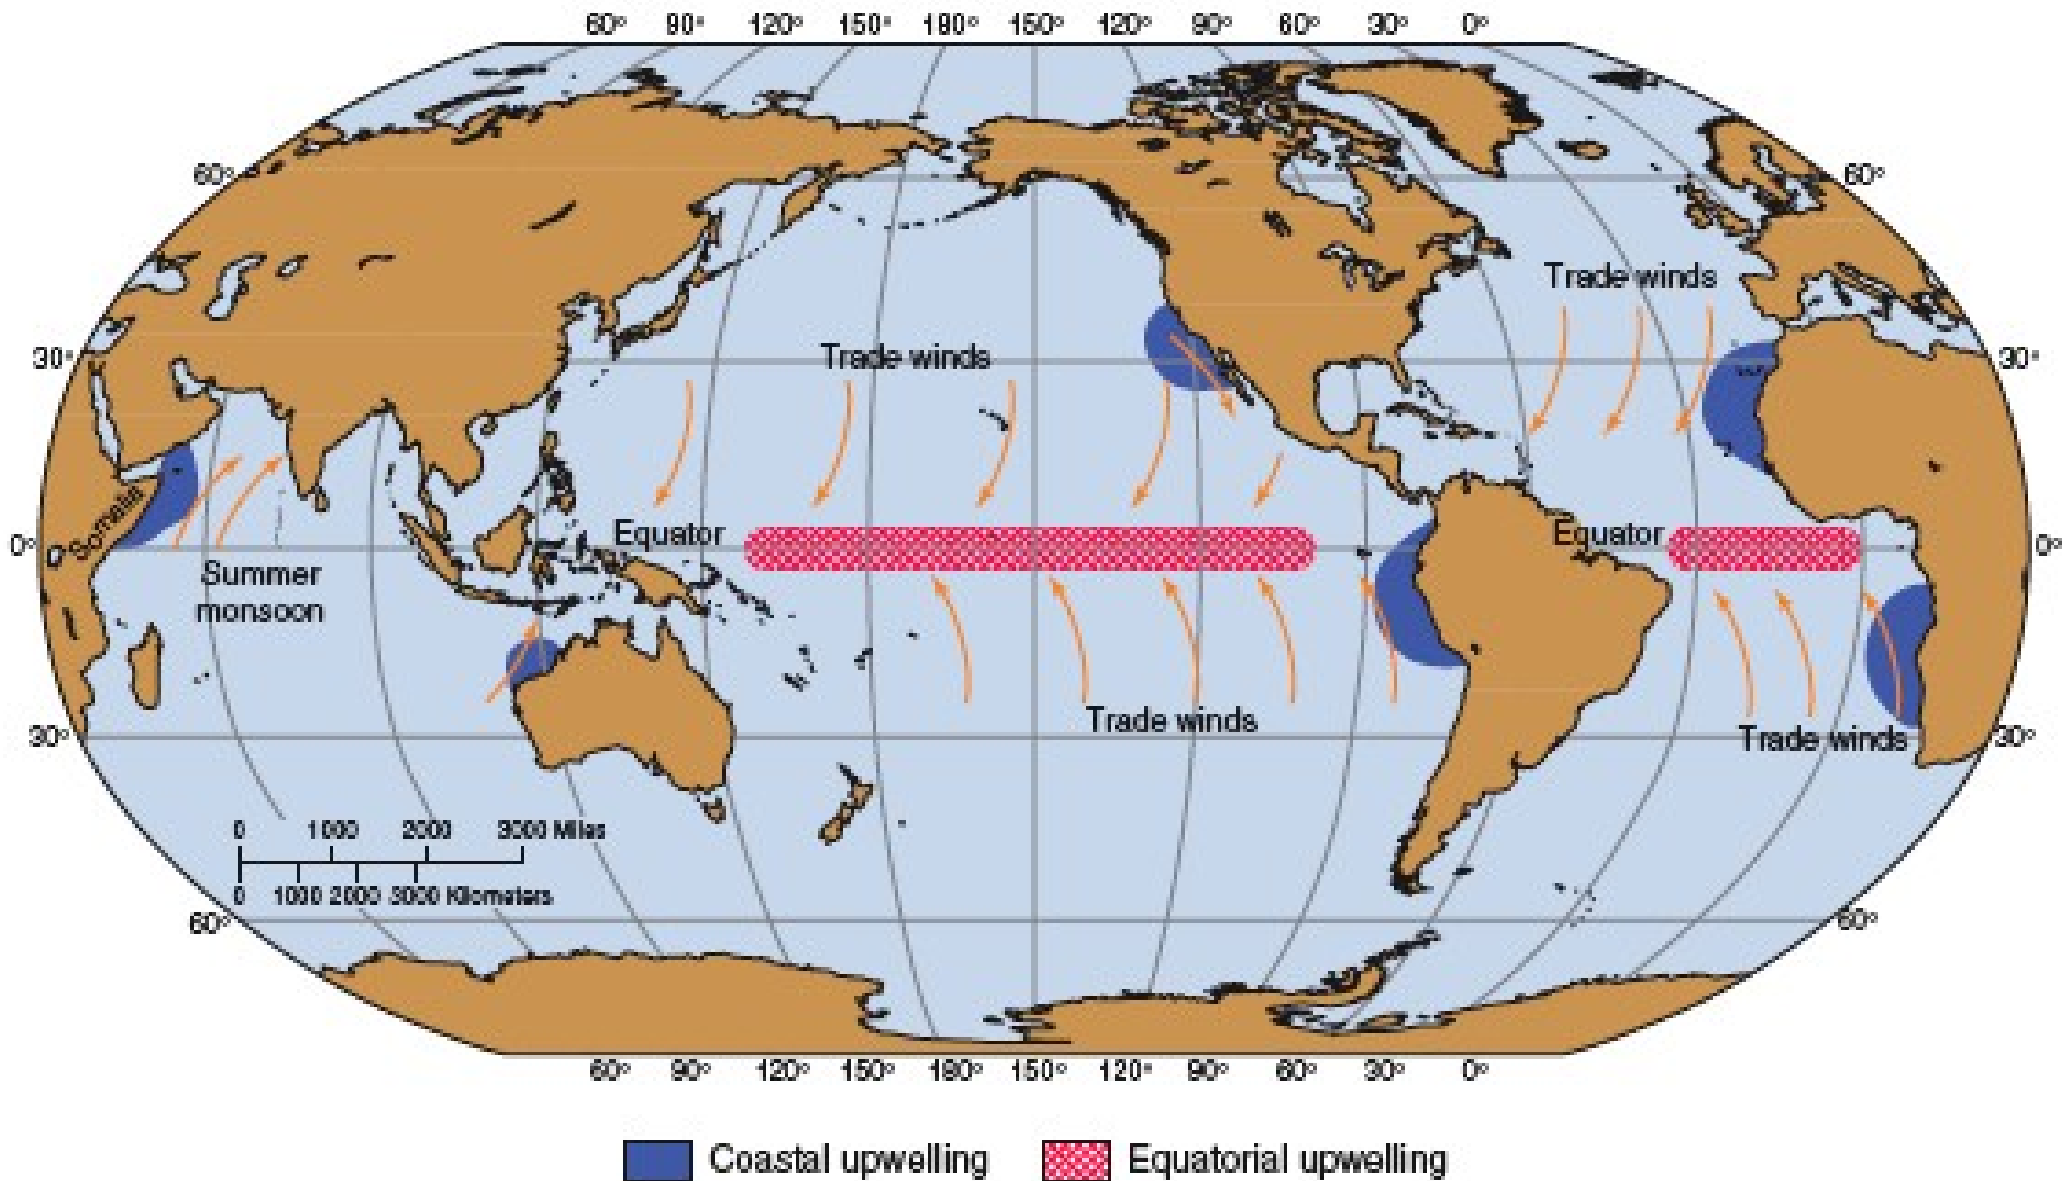 60° 90° 120° 150° 180° 150° 120° 90° 60° 30° 0°
60° 60°
Trade winds
30° Trade winds 30°
Somalia
0° Equator Equator 0°
Summer
monsoon
Trade winds
30° Trade winds 30°
0 1000 2000 3000 Miles
0 1000 2000 3000 Kilometers
60° 60°
60° 90° 120° 150° 180° 150° 120° 90° 60° 30° 0°
Coastal upwelling Equatorial upwelling